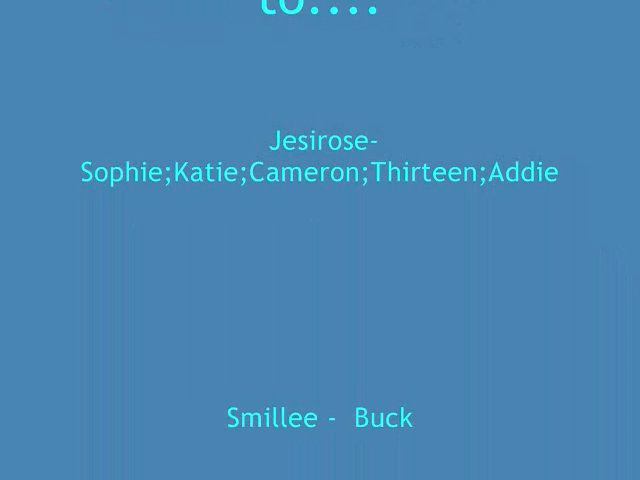 to....
Jesirose-
Sophie;Katie;Cameron;Thirteen;Addie
Smillee -  Buck